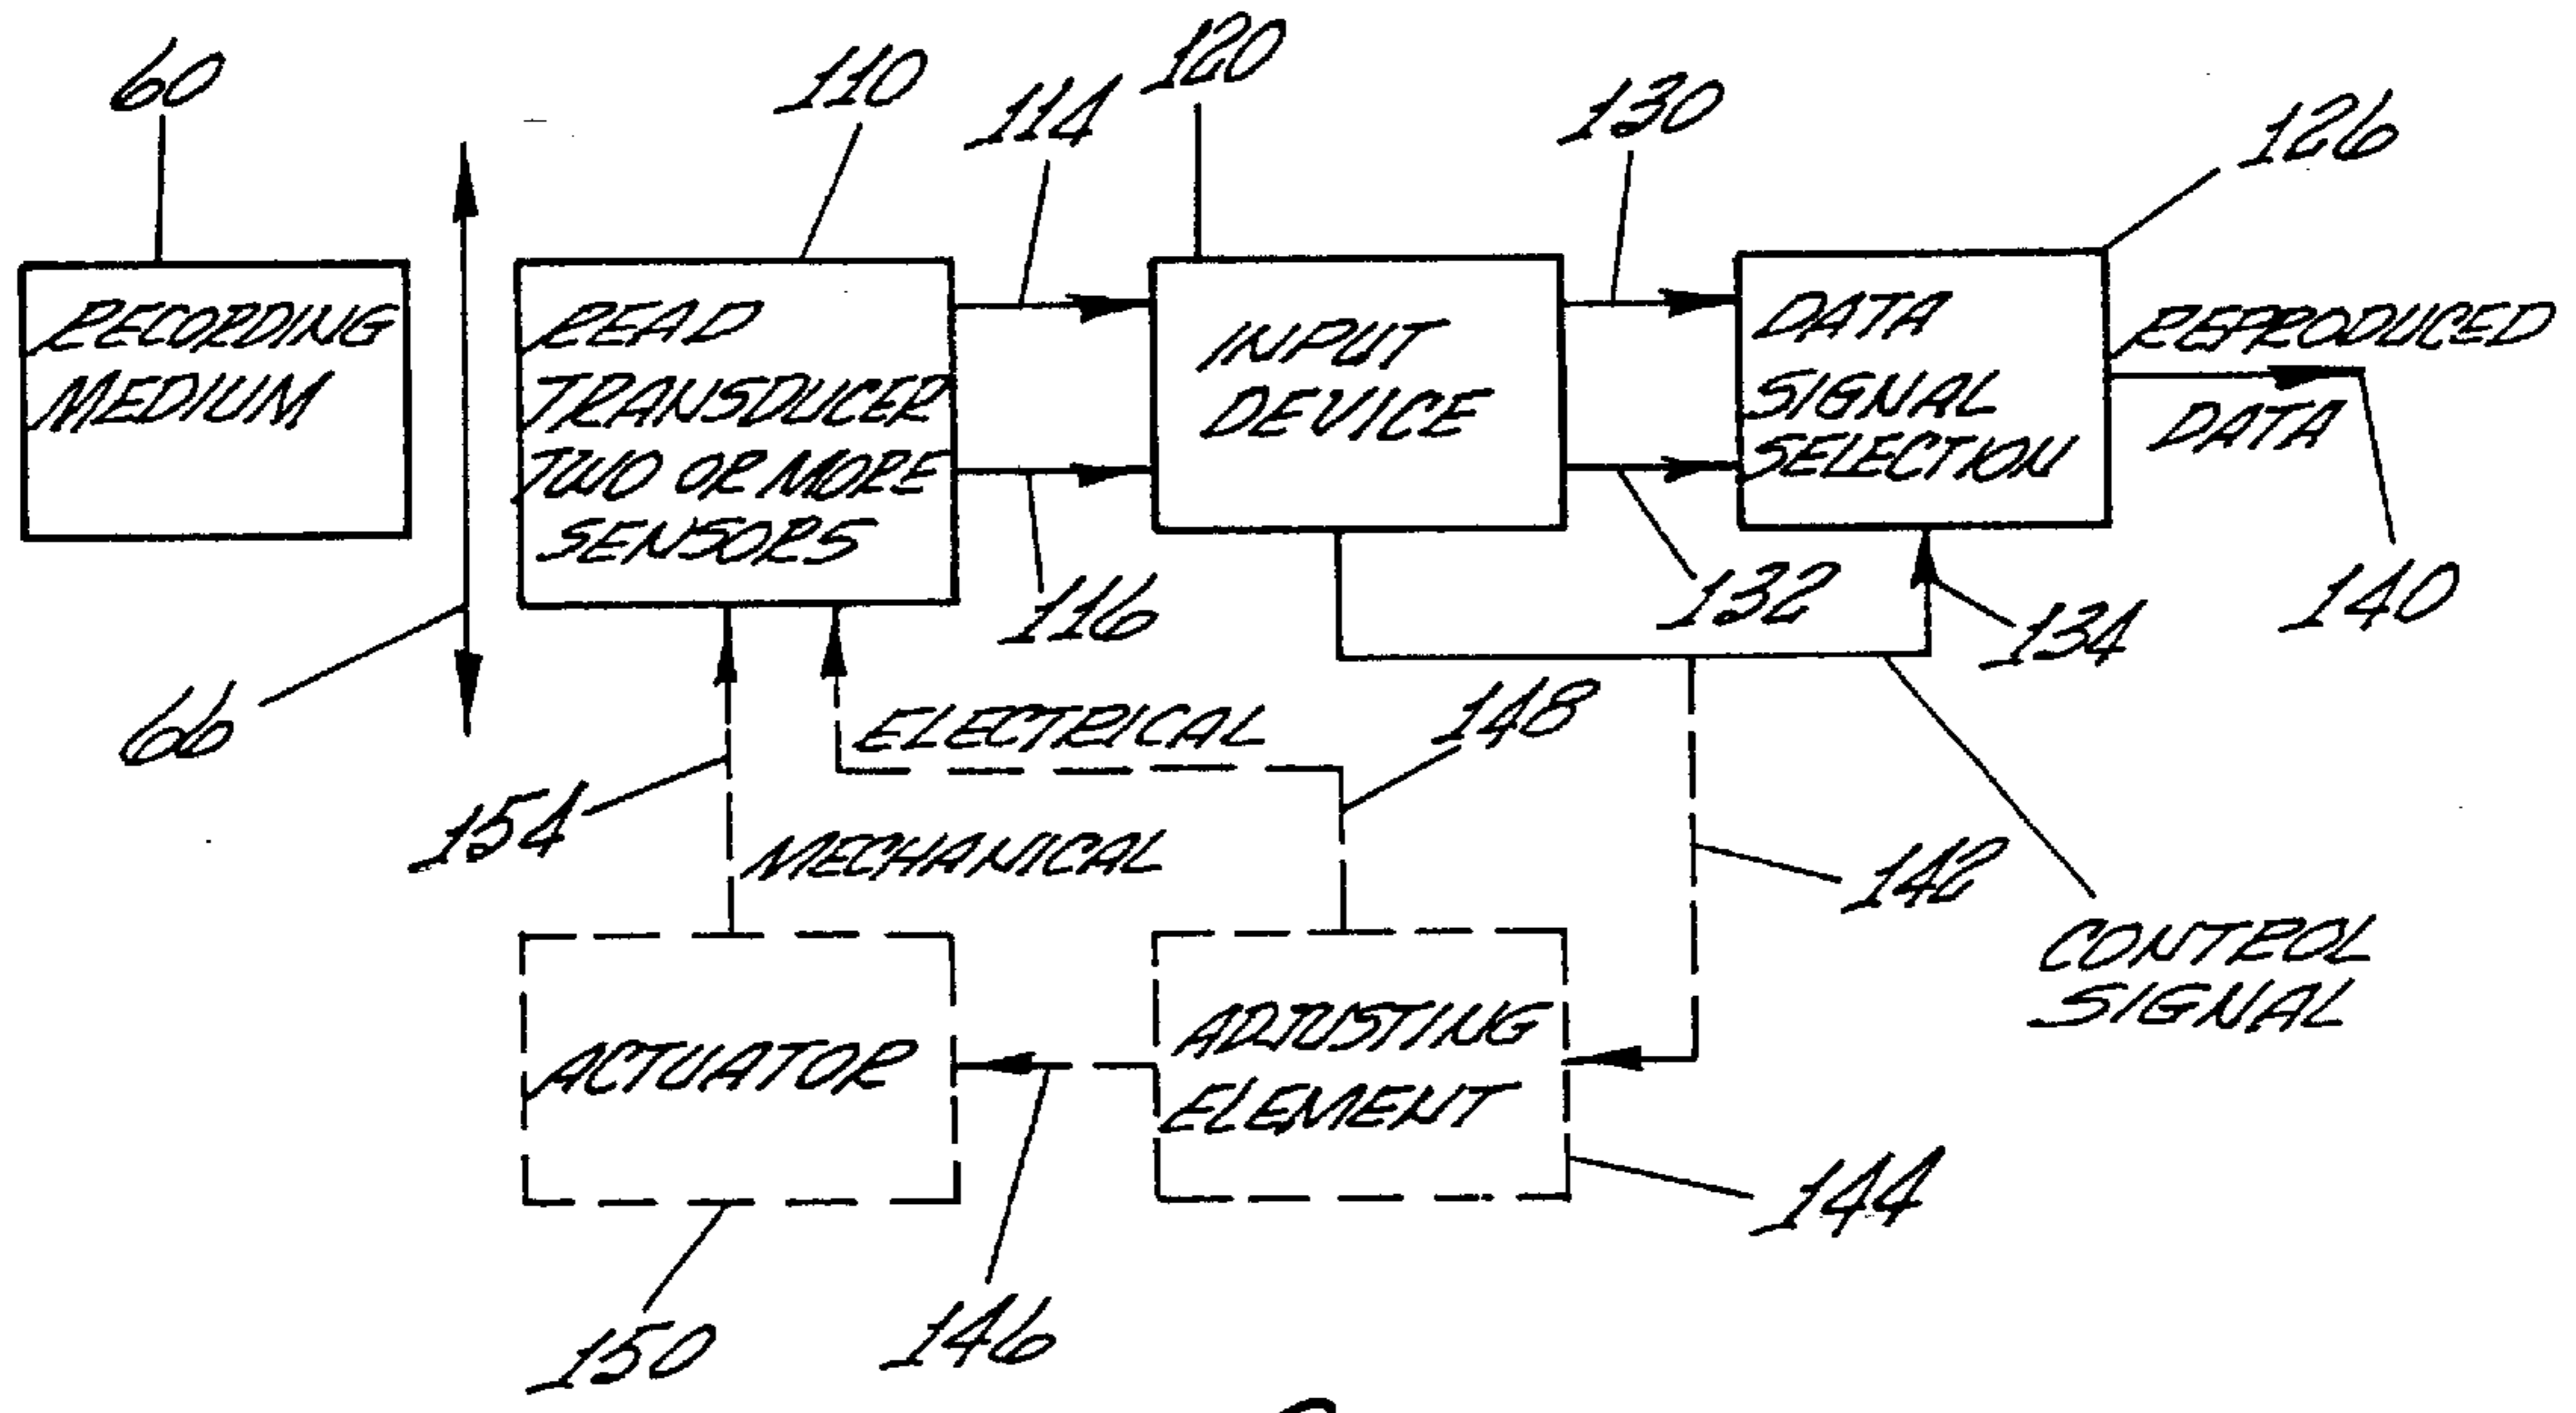 60
110
114
120
130
126
RECORDING
MEDIUM
READ
TRANSDUCER
TWO OR MORE
SENSORS
INPUT
DEVICE
DATA
SIGNAL
SELECTION
REPRODUCED
DATA
116
132
134
140
66
ELECTRICAL
148
154
MECHANICAL
142
CONTROL
SIGNAL
ACTUATOR
ADJUSTING
ELEMENT
144
146
150